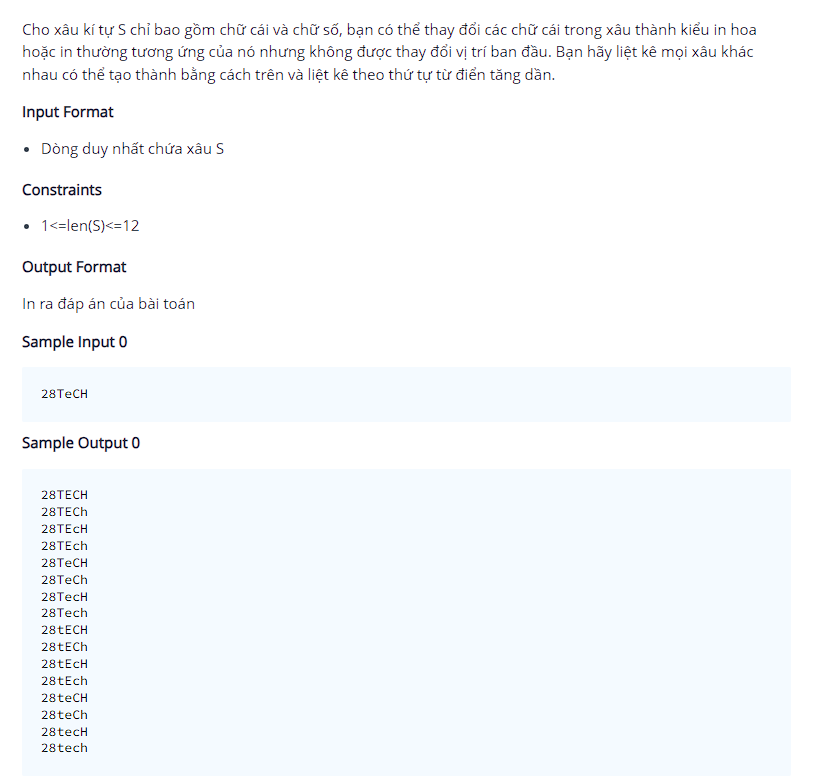 Cho xâu kí tự S chỉ bao gồm chữ cái và chữ số, bạn có thể thay đổi các chữ cái trong xâu thành kiểu in hoa
hoặc in thường tương ứng của nó nhưng không được thay đổi vị trí ban đầu. Bạn hãy liệt kê mọi xâu khác
nhau có thể tạo thành bằng cách trên và liệt kê theo thứ tự từ điển tăng dần.
Input Format
• Dòng duy nhất chứa xâu S
Constraints
• 1<=len(S)<=12
Output Format
In ra đáp án của bài toán
Sample Input 0
28TeCH
Sample Output 0
28TECH
28TECh
28TEcH
28TEch
28TeCH
28TeCh
28TecH
28Tech
28tECH
28tECh
28tEcH
28tEch
28teCH
28teCh
28tecH
28tech